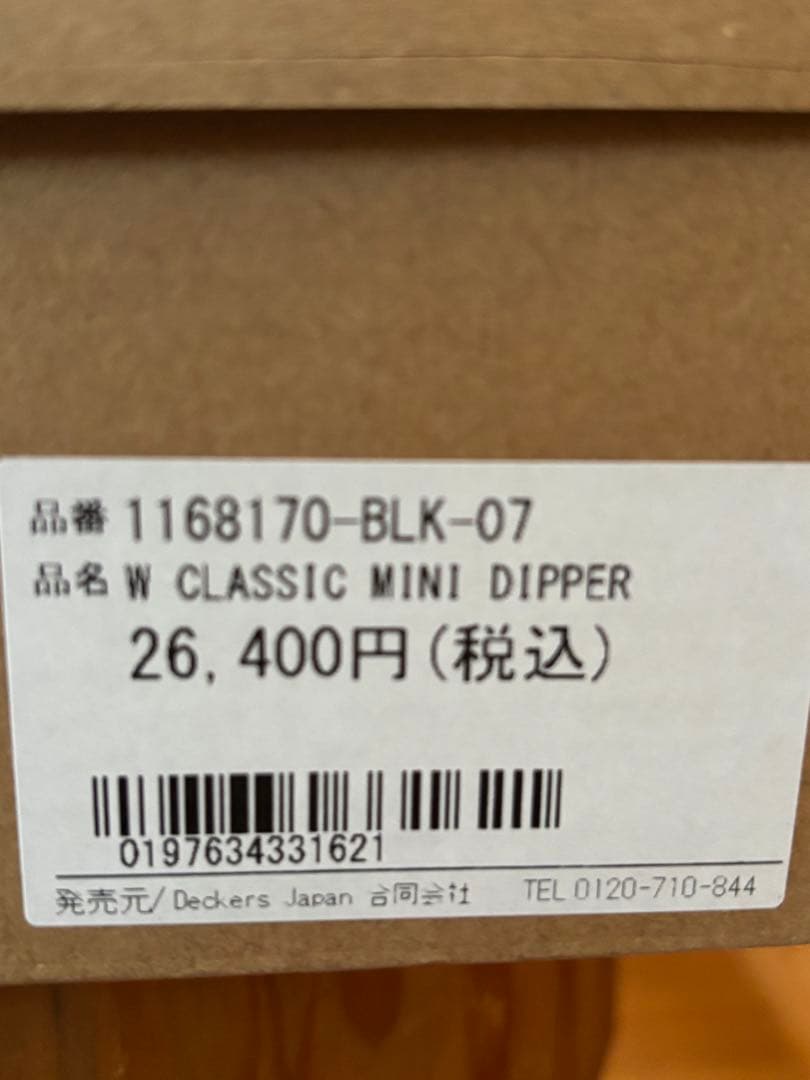 品番 1168170-BLK-07
品名 W CLASSIC MINI DIPPER
26,400円(税込)
0197634331621
発売元/Deckers Japan 合同会社 TEL 0120-710-844